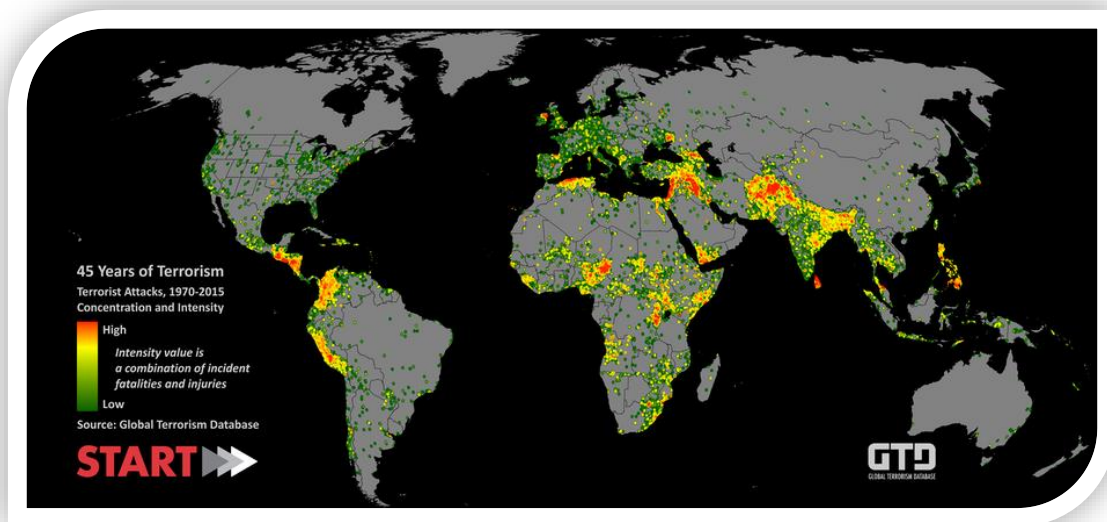 45 Years of Terrorism
Terrorist Attacks, 1970-2015
Concentration and Intensity
High
Intensity value is
a combination of incident
fatalities and injuries
Low
Source: Global Terrorism Database
START
GTD
GLOBAL TERRORISM DATABASE